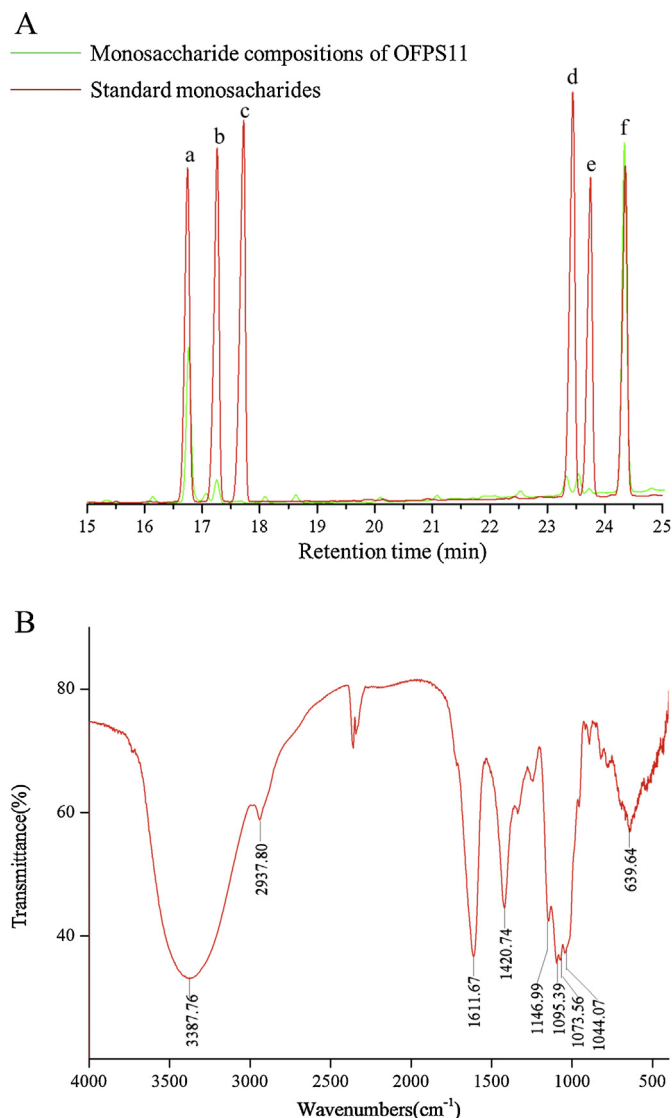 A
Monosaccharide compositions of OFPS11
Standard monosacharides
a
b
c
d
e
f
15 16 17 18 19 20 21 22 23 24 25
Retention time (min)
B
80
60
40
Transmittance(%)
3387.76
2937.80
1611.67
1420.74
1146.99
1095.39
1073.56
1044.07
639.64
4000 3500 3000 2500 2000 1500 1000 500
Wavenumbers(cm-1)